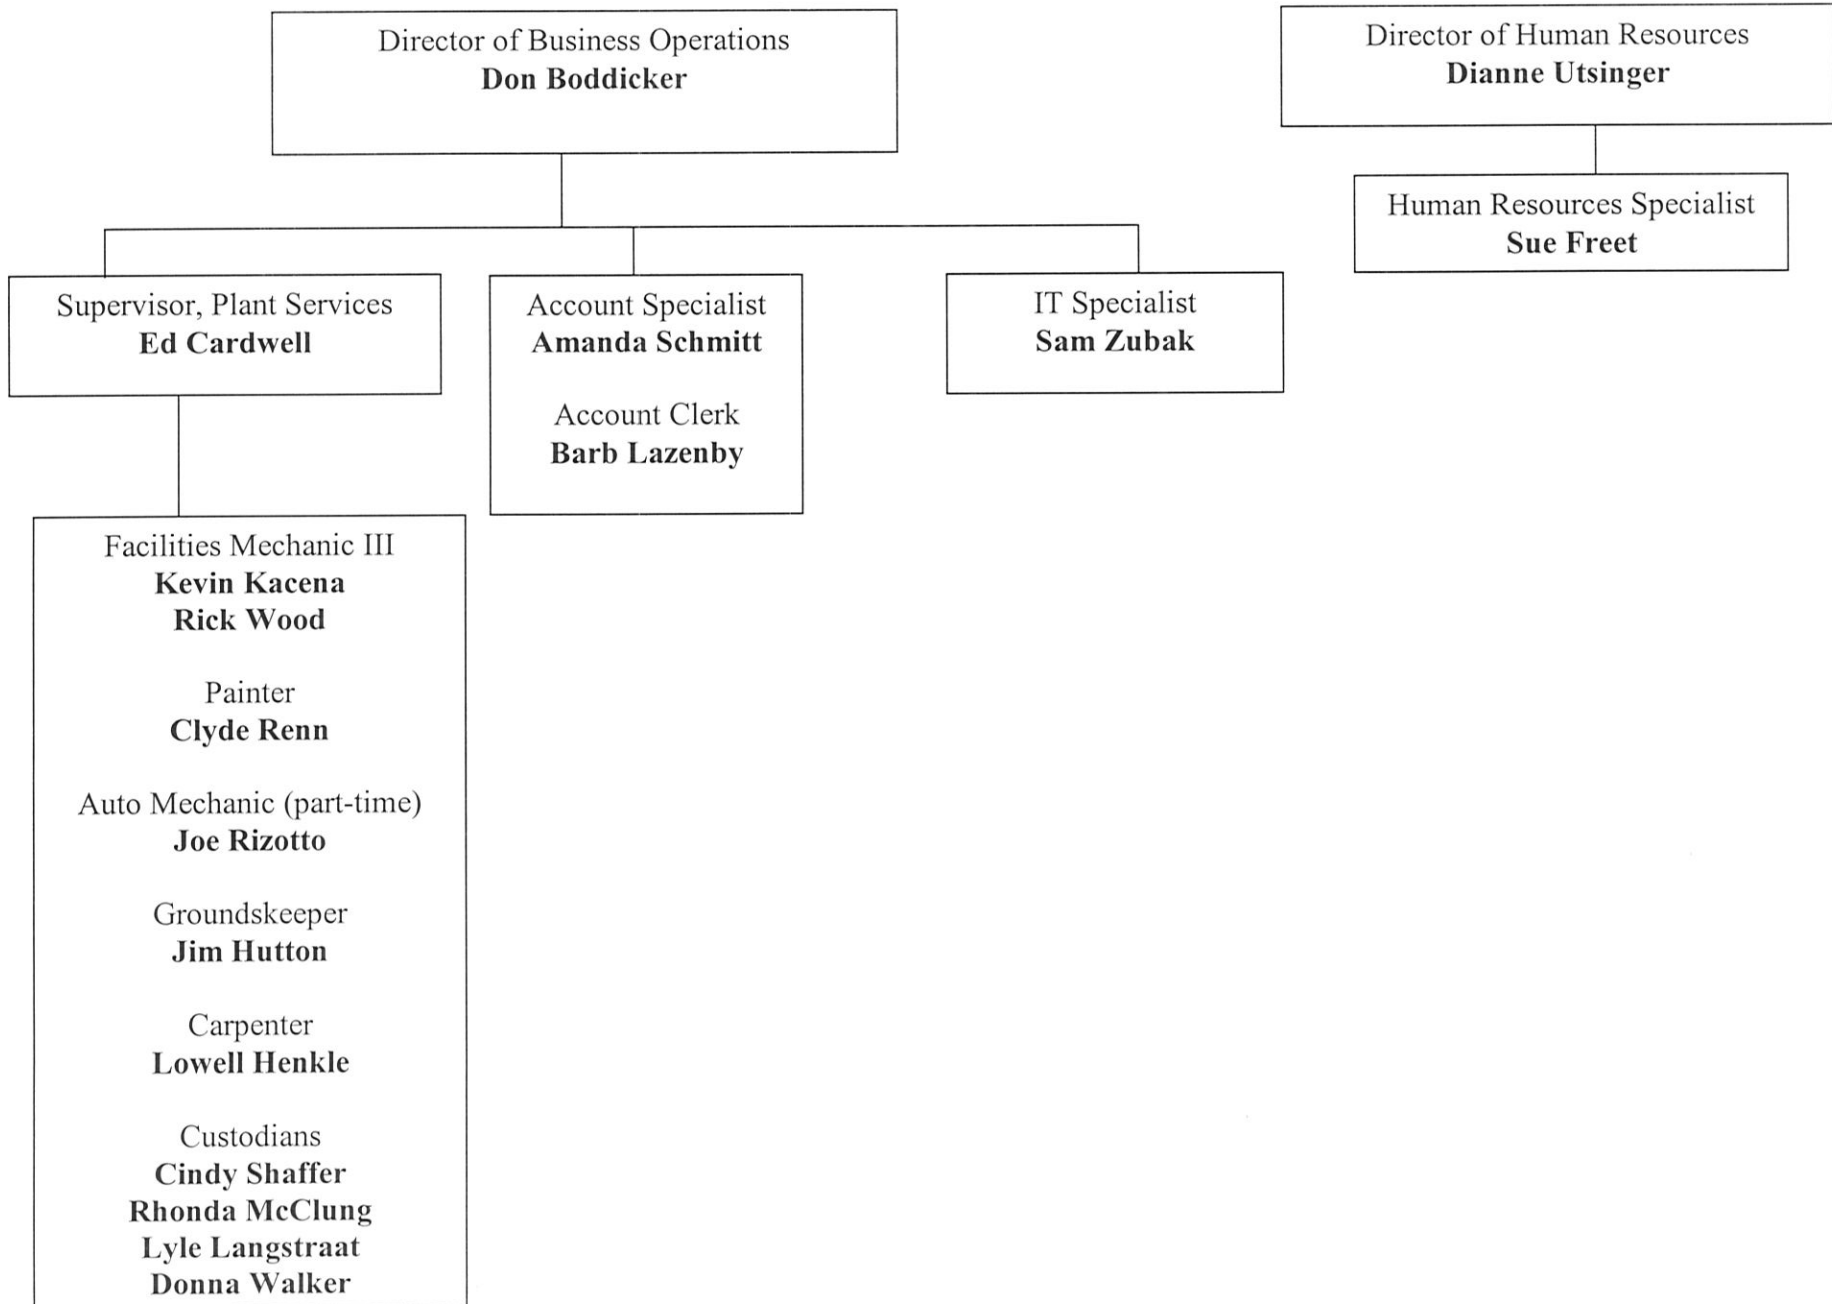 Director of Business Operations
Don Boddicker
Director of Human Resources
Dianne Utsinger
Human Resources Specialist
Sue Freet
Supervisor, Plant Services
Ed Cardwell
Account Specialist
Amanda Schmitt
Account Clerk
Barb Lazenby
IT Specialist
Sam Zubak
Facilities Mechanic III
Kevin Kacena
Rick Wood
Painter
Clyde Renn
Auto Mechanic (part-time)
Joe Rizotto
Groundskeeper
Jim Hutton
Carpenter
Lowell Henkle
Custodians
Cindy Shaffer
Rhonda McClung
Lyle Langstraat
Donna Walker